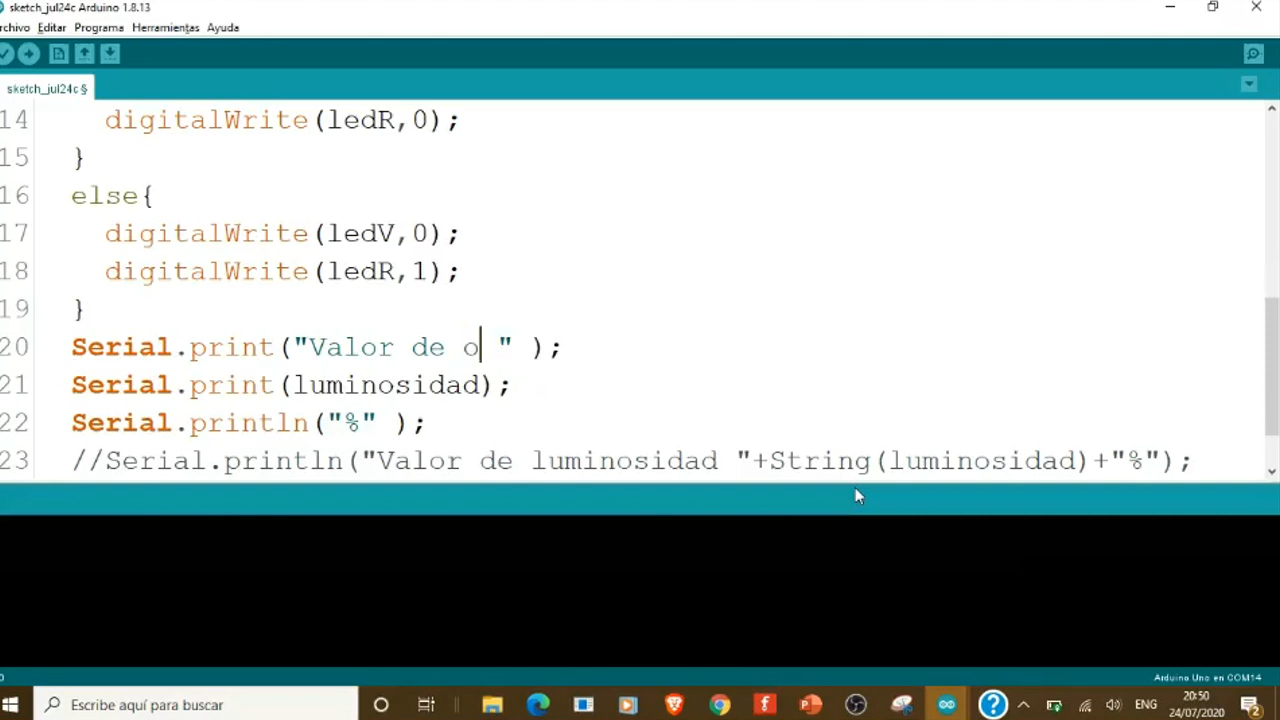 sketch_jul24c Arduino 1.8.13
rchivo Editar Programa Herramientas Ayuda
sketch_jul24c §
14 digitalWrite(ledR,0);
15 }
16 else{
17 digitalWrite(ledV,0);
18 digitalWrite(ledR,1);
19 }
20 Serial.print("Valor de o " );
21 Serial.print(luminosidad);
22 Serial.println("%" );
23 //Serial.println("Valor de luminosidad "+String(luminosidad)+"%");
Arduino Uno en COM14
Escribe aquí para buscar
ENG
20:50
24/07/2020
2